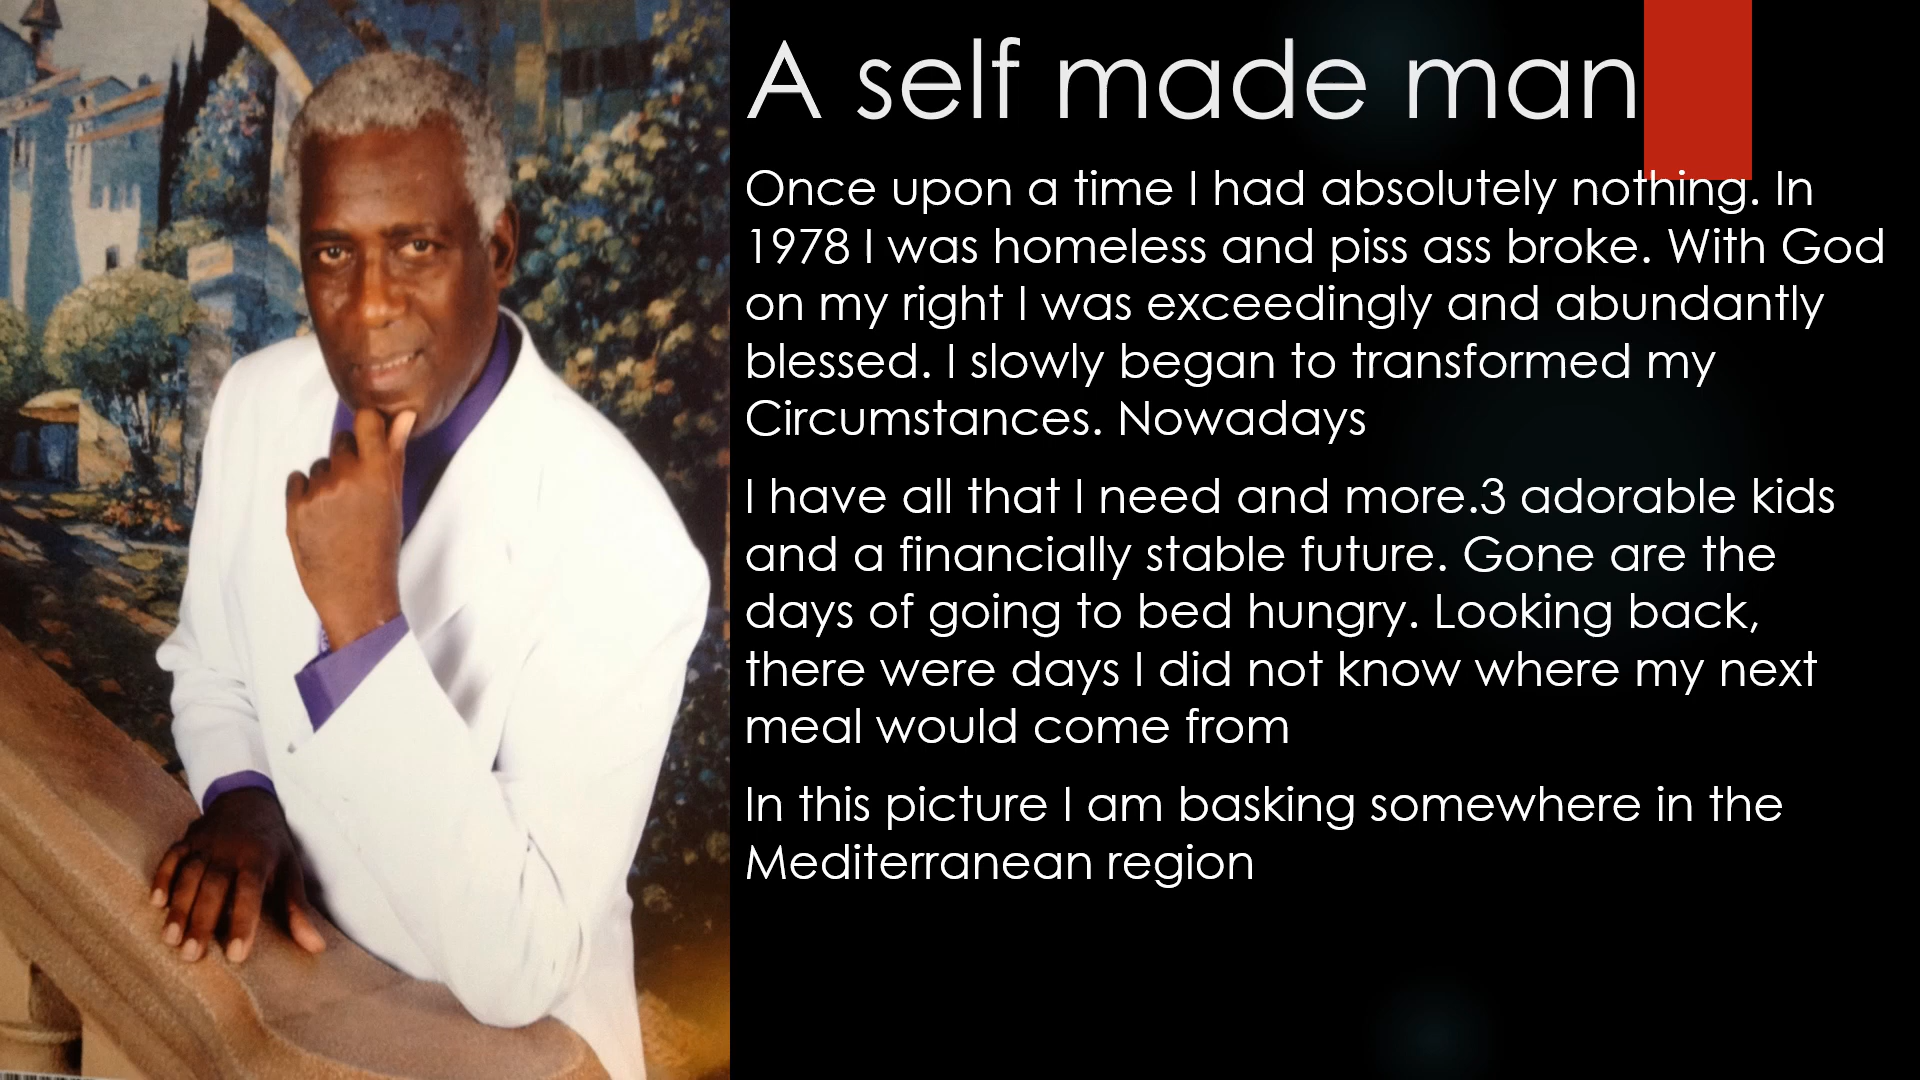 A self made man
Once upon a time I had absolutely nothing. In
1978 I was homeless and piss ass broke. With God
on my right I was exceedingly and abundantly
blessed. I slowly began to transformed my
Circumstances. Nowadays
I have all that I need and more.3 adorable kids
and a financially stable future. Gone are the
days of going to bed hungry. Looking back,
there were days I did not know where my next
meal would come from
In this picture I am basking somewhere in the
Mediterranean region